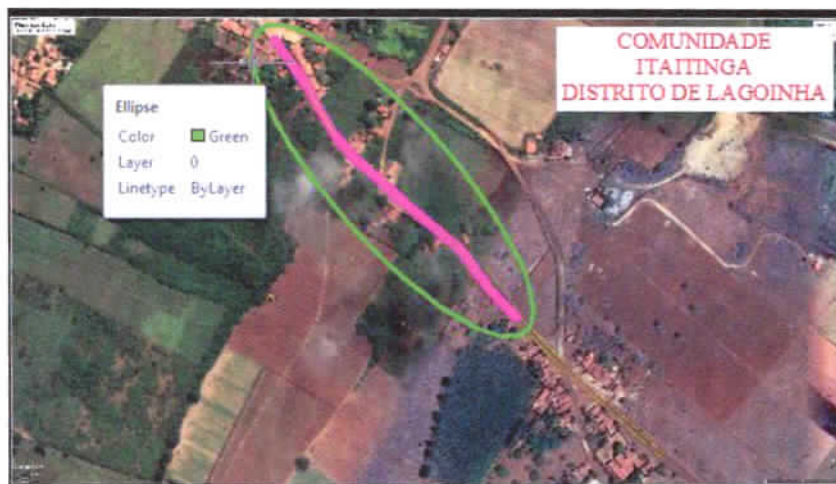 COMUNIDADE
ITAITINGA
DISTRITO DE LAGOINHA
Ellipse
Color Green
Layer 0
Linetype ByLayer